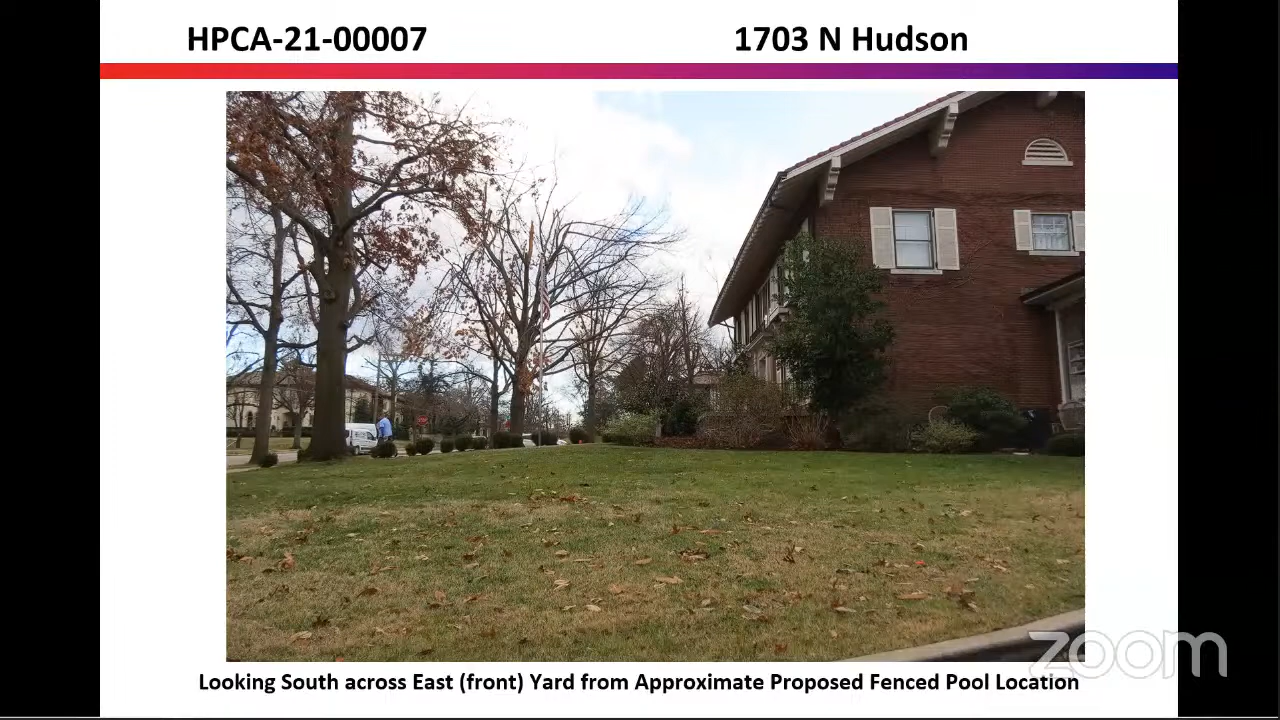 HPCA-21-00007
1703 N Hudson
Looking South across East (front) Yard from Approximate Proposed Fenced Pool Location
zoom